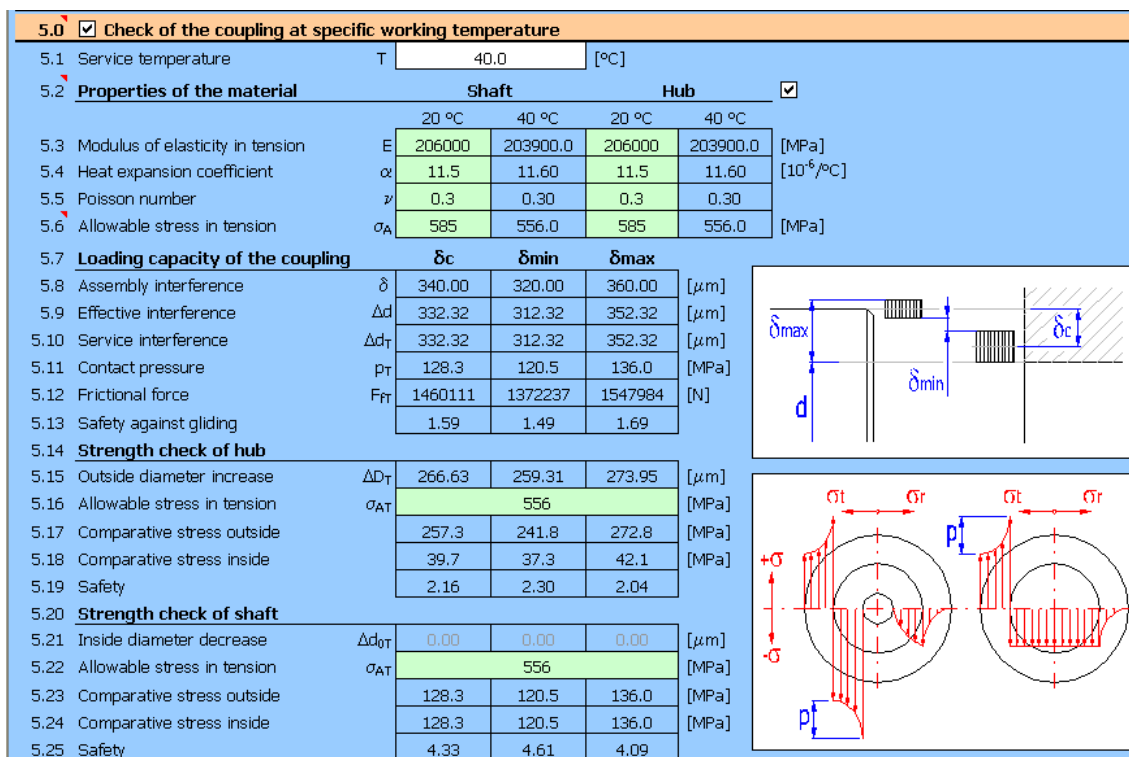 5.0 Check of the coupling at specific working temperature
5.1 Service temperature T 40.0 [ºC]
5.2 Properties of the material Shaft Hub
20 ºC 40 ºC 20 ºC 40 ºC
5.3 Modulus of elasticity in tension E 206000 203900.0 206000 203900.0 [MPa]
5.4 Heat expansion coefficient α 11.5 11.60 11.5 11.60 [10⁻⁶/ºC]
5.5 Poisson number ν 0.3 0.30 0.3 0.30
5.6 Allowable stress in tension σA 585 556.0 585 556.0 [MPa]
5.7 Loading capacity of the coupling δc δmin δmax
5.8 Assembly interference δ 340.00 320.00 360.00 [μm]
5.9 Effective interference Δd 332.32 312.32 352.32 [μm]
5.10 Service interference ΔdT 332.32 312.32 352.32 [μm]
5.11 Contact pressure pT 128.3 120.5 136.0 [MPa]
5.12 Frictional force FfT 1460111 1372237 1547984 [N]
5.13 Safety against gliding 1.59 1.49 1.69
5.14 Strength check of hub
5.15 Outside diameter increase ΔDT 266.63 259.31 273.95 [μm]
5.16 Allowable stress in tension σAT 556 [MPa]
5.17 Comparative stress outside 257.3 241.8 272.8 [MPa]
5.18 Comparative stress inside 39.7 37.3 42.1 [MPa]
5.19 Safety 2.16 2.30 2.04
5.20 Strength check of shaft
5.21 Inside diameter decrease Δd0T 0.00 0.00 0.00 [μm]
5.22 Allowable stress in tension σAT 556 [MPa]
5.23 Comparative stress outside 128.3 120.5 136.0 [MPa]
5.24 Comparative stress inside 128.3 120.5 136.0 [MPa]
5.25 Safety 4.33 4.61 4.09
δmax δc
δmin
d
σt σr σt σr
p
+σ
-σ
p